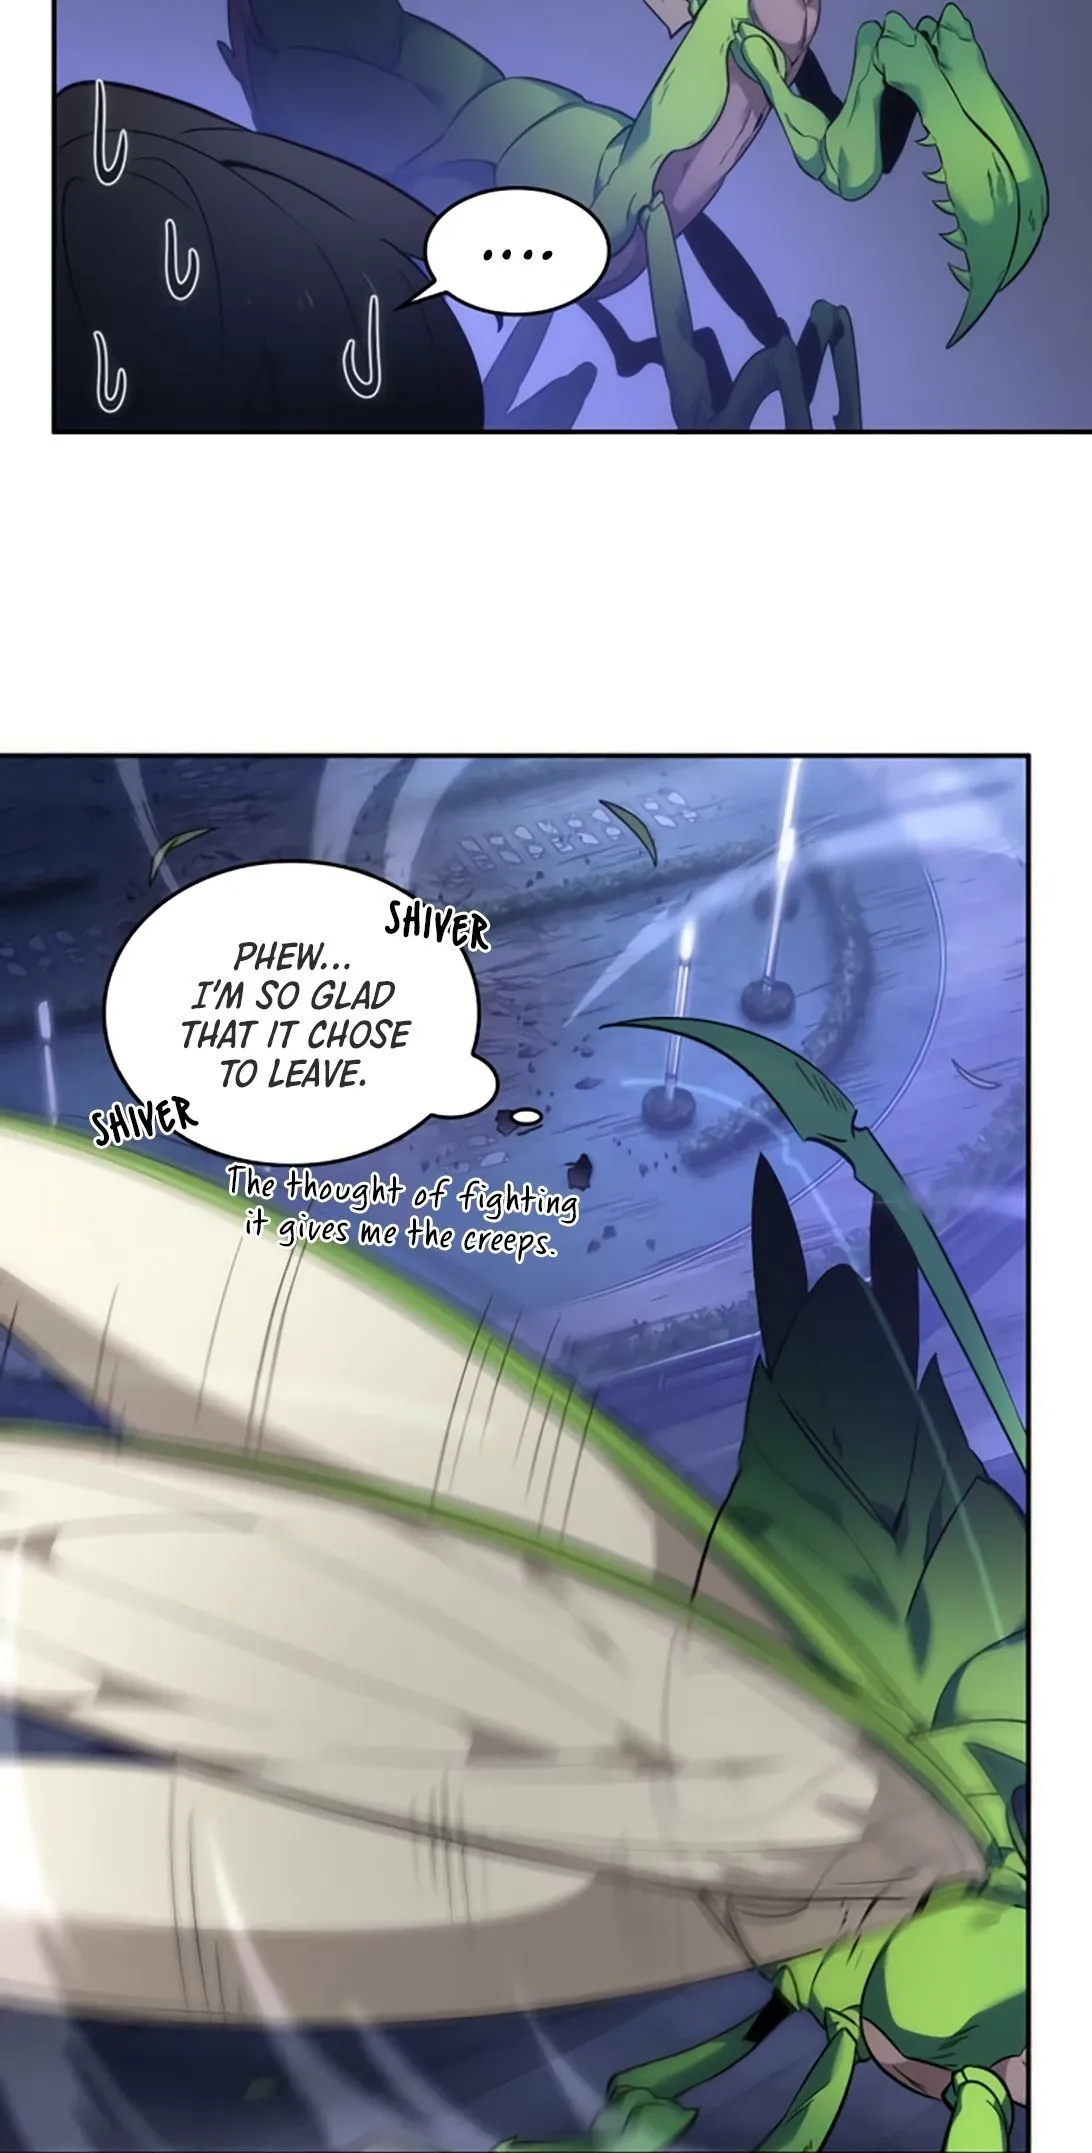 ....
SHIVER
PHEW...
I'M SO GLAD
THAT IT CHOSE
TO LEAVE.
SHIVER
The thought of fighting
it gives me the creeps.